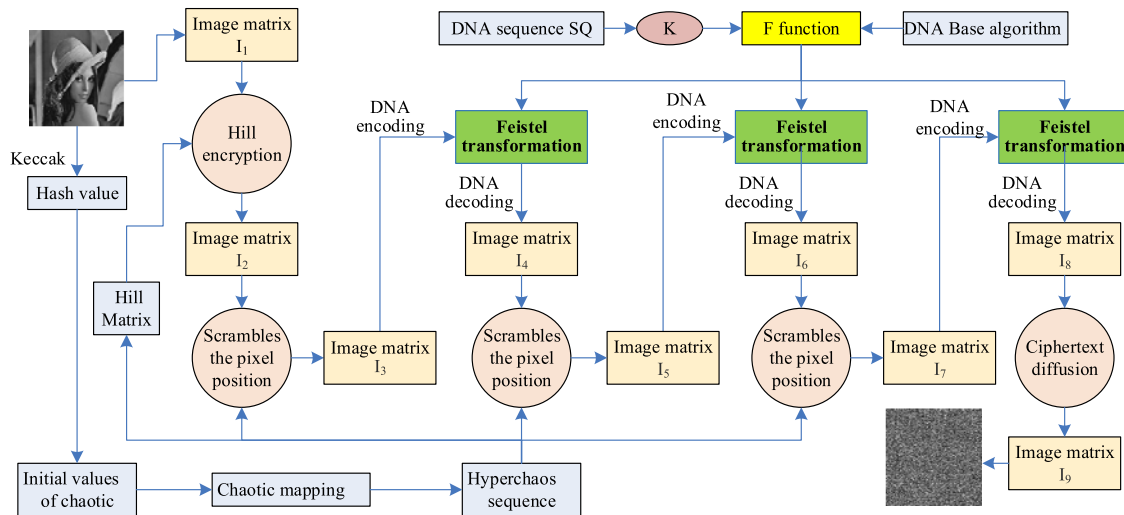 Image matrix
I₁
DNA sequence SQ
K
F function
DNA Base algorithm
Keccak
Hash value
Hill
encryption
DNA
encoding
Feistel
transformation
DNA
encoding
Feistel
transformation
DNA
encoding
Feistel
transformation
DNA
decoding
DNA
decoding
DNA
decoding
Image matrix
I₂
Image matrix
I₄
Image matrix
I₆
Image matrix
I₈
Hill
Matrix
Scrambles
the pixel
position
Image matrix
I₃
Scrambles
the pixel
position
Image matrix
I₅
Scrambles
the pixel
position
Image matrix
I₇
Ciphertext
diffusion
Image matrix
I₉
Initial values
of chaotic
Chaotic mapping
Hyperchaos
sequence